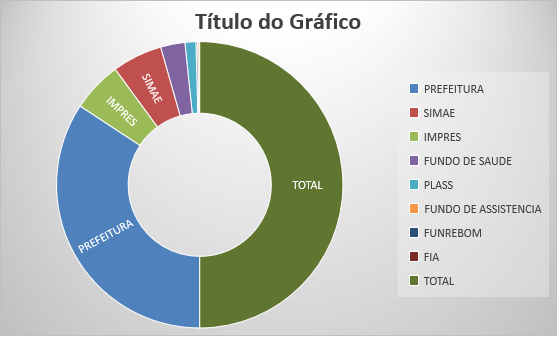 Título do Gráfico
SIMAE
IMPRES
TOTAL
PREFEITURA
PREFEITURA
SIMAE
IMPRES
FUNDO DE SAUDE
PLASS
FUNDO DE ASSISTENCIA
FUNREBOM
FIA
TOTAL